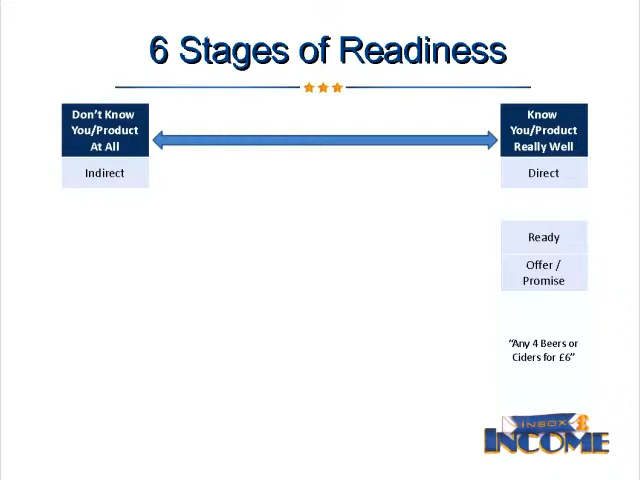 6 Stages of Readiness
Don't Know
You/Product
At All
Know
You/Product
Really Well
Indirect
Direct
Ready
Offer /
Promise
“Any 4 Beers or
Ciders for £6”
INBOX £
INCOME